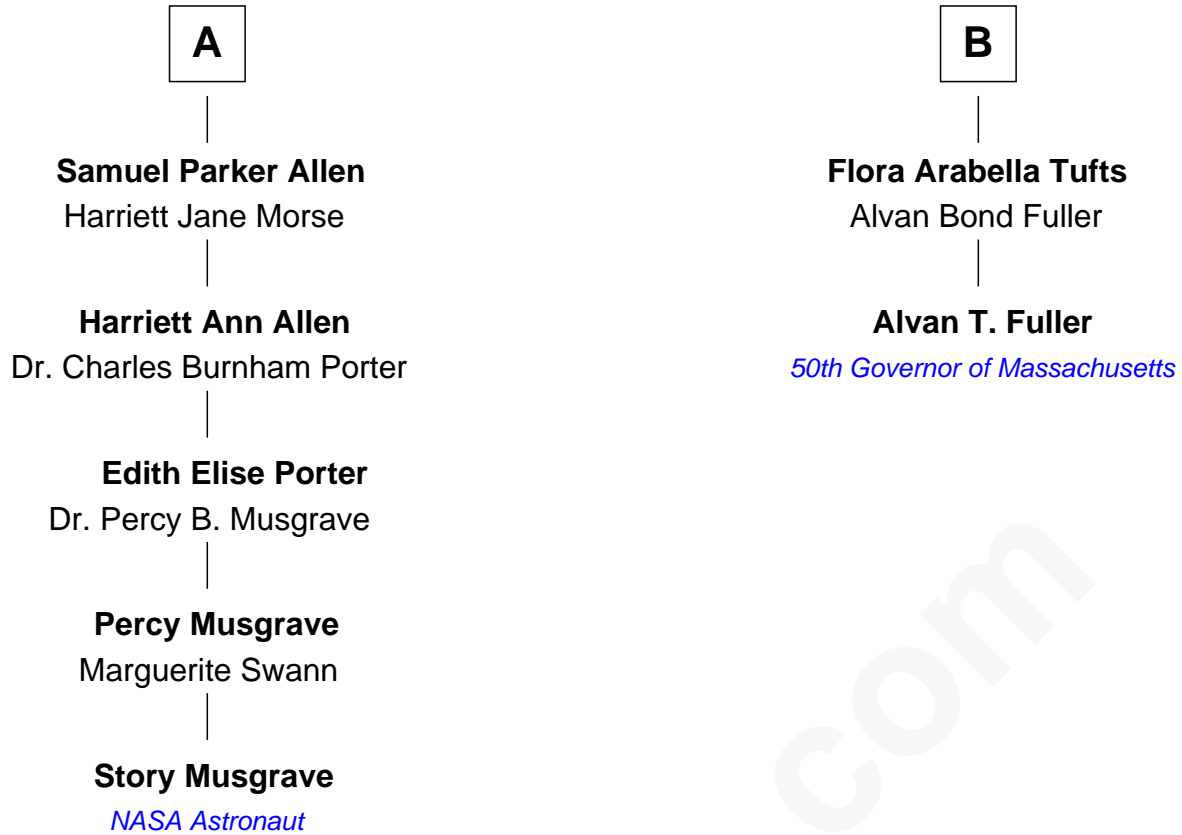 A
Samuel Parker Allen
Harriett Jane Morse
Harriett Ann Allen
Dr. Charles Burnham Porter
Edith Elise Porter
Dr. Percy B. Musgrave
Percy Musgrave
Marguerite Swann
Story Musgrave
NASA Astronaut
B
Flora Arabella Tufts
Alvan Bond Fuller
Alvan T. Fuller
50th Governor of Massachusetts
com